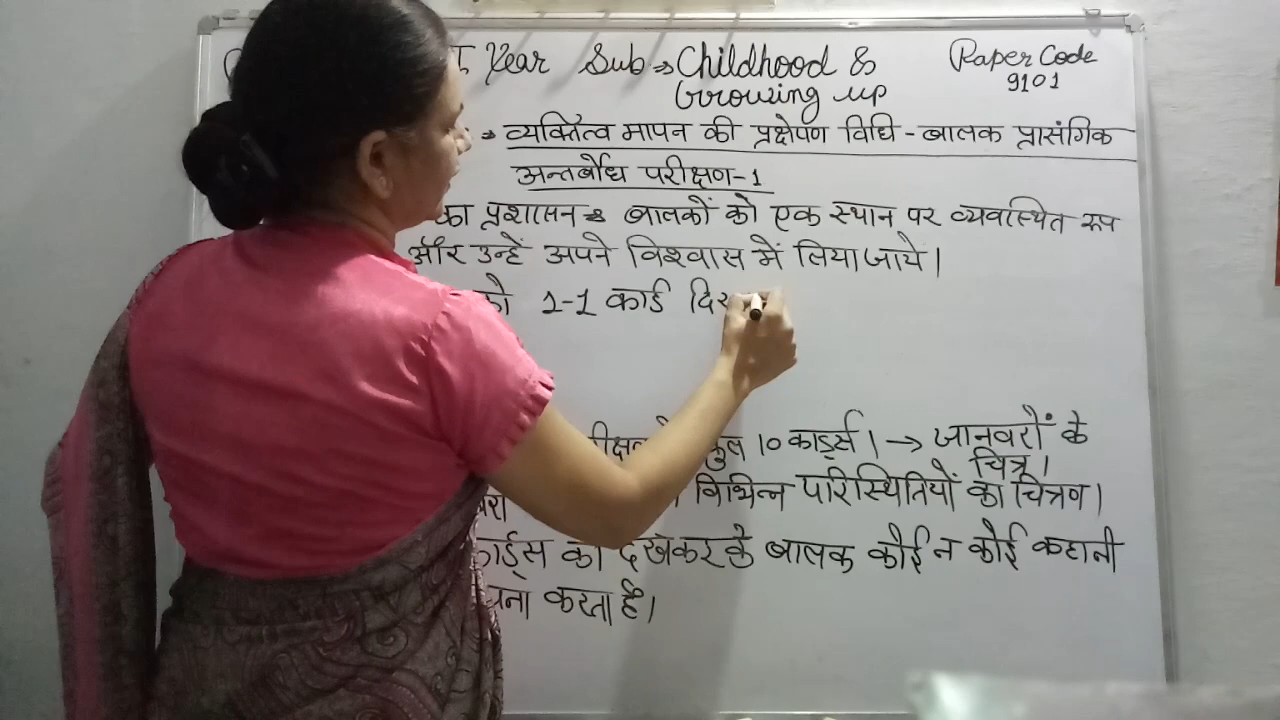 Year Sub → Childhood &
Growing up
Paper Code
9101
→ व्यक्तित्व मापन की प्रक्षेपण विधि - बालक प्रासंगिक
अन्तर्बोध परीक्षण-1
का प्रशासन → बालकों को एक स्थान पर व्यवस्थित रूप
और उन्हें अपने विश्वास में लिया जाये।
को 1-1 कार्ड
कुल 10 कार्ड्स। → जानवरों के
चित्र।
विभिन्न परिस्थितियों का चित्रण।
कार्ड्स को देखकर के बालक कोई न कोई कहानी
करता है।